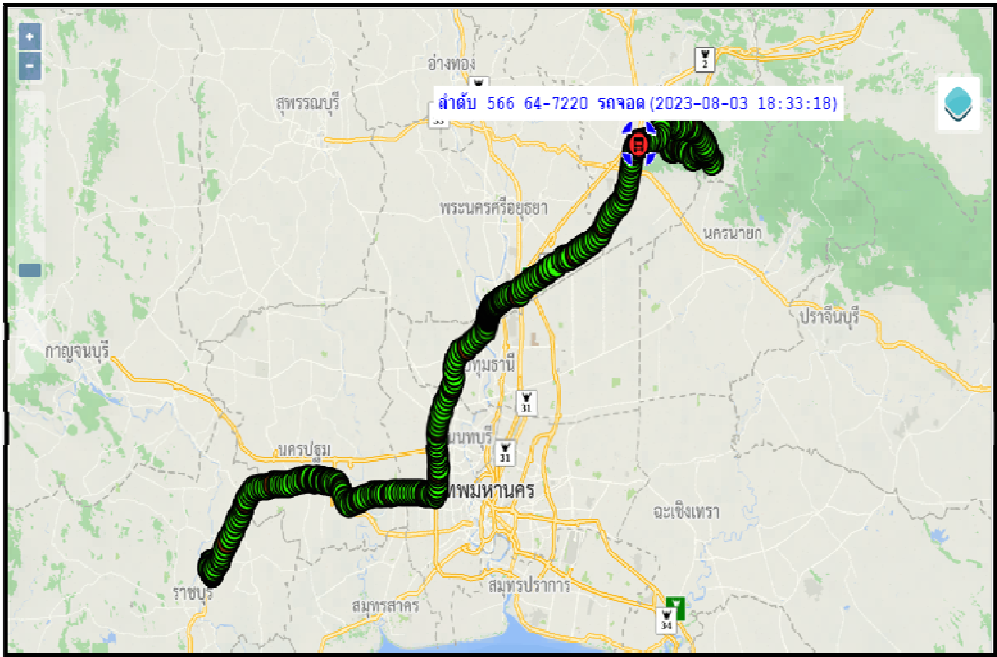 +
-
2
อ่างทอง
สุพรรณบุรี
ลำดับ 566 64-7220 รถจอด (2023-08-03 18:33:18)
พระนครศรีอยุธยา
นครนายก
ปราจีนบุรี
กาญจนบุรี
ทุมธานี
31
นนทบุรี
นครปฐม
31
เทพมหานคร
ฉะเชิงเทรา
ราชบุรี
สมุทรปราการ
สมุทรสาคร
34